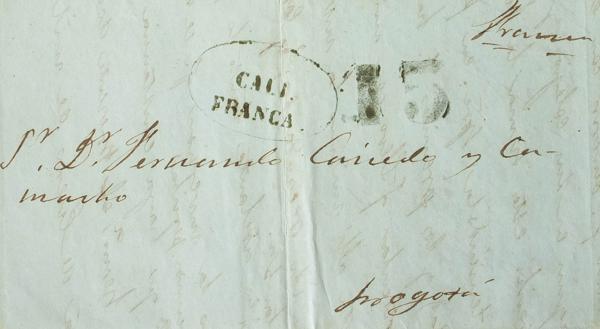 Franca
CALI.
FRANCA
15
Sr. Dr. Fernando Caicedo y Ca-
macho
Bogotá